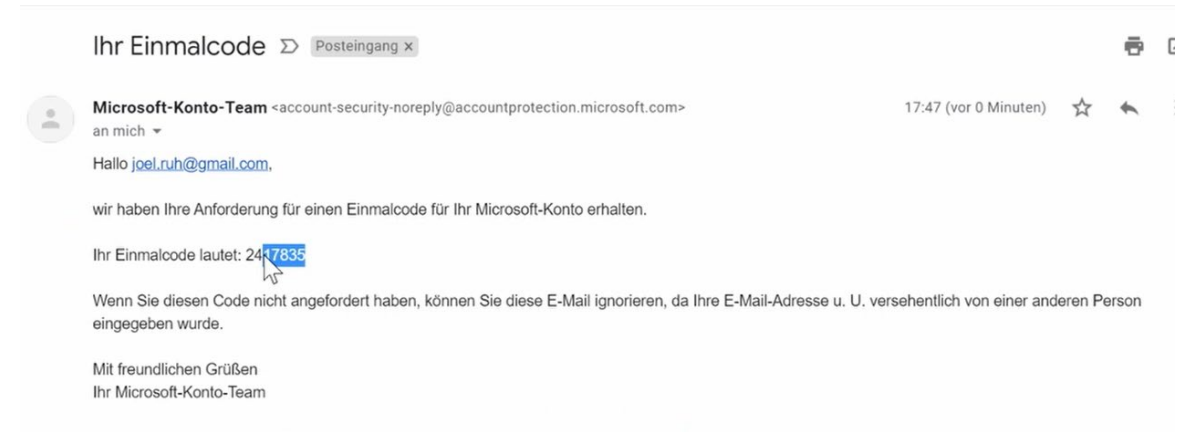 Ihr Einmalcode Posteingang ×
Microsoft-Konto-Team <account-security-noreply@accountprotection.microsoft.com> 17:47 (vor 0 Minuten)
an mich
Hallo joel.ruh@gmail.com,
wir haben Ihre Anforderung für einen Einmalcode für Ihr Microsoft-Konto erhalten.
Ihr Einmalcode lautet: 2417835
Wenn Sie diesen Code nicht angefordert haben, können Sie diese E-Mail ignorieren, da Ihre E-Mail-Adresse u. U. versehentlich von einer anderen Person
eingegeben wurde.
Mit freundlichen Grüßen
Ihr Microsoft-Konto-Team